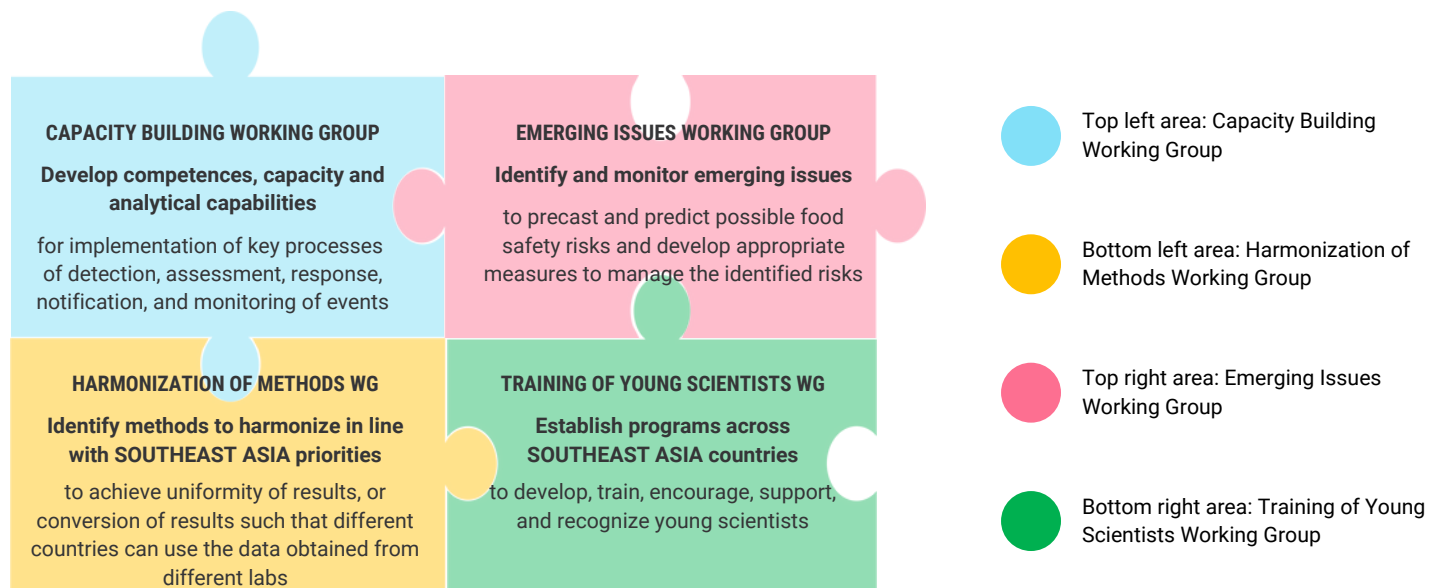 CAPACITY BUILDING WORKING GROUP
Develop competences, capacity and
analytical capabilities
for implementation of key processes
of detection, assessment, response,
notification, and monitoring of events
EMERGING ISSUES WORKING GROUP
Identify and monitor emerging issues
to precast and predict possible food
safety risks and develop appropriate
measures to manage the identified risks
HARMONIZATION OF METHODS WG
Identify methods to harmonize in line
with SOUTHEAST ASIA priorities
to achieve uniformity of results, or
conversion of results such that different
countries can use the data obtained from
different labs
TRAINING OF YOUNG SCIENTISTS WG
Establish programs across
SOUTHEAST ASIA countries
to develop, train, encourage, support,
and recognize young scientists
Top left area: Capacity Building
Working Group
Bottom left area: Harmonization of
Methods Working Group
Top right area: Emerging Issues
Working Group
Bottom right area: Training of Young
Scientists Working Group